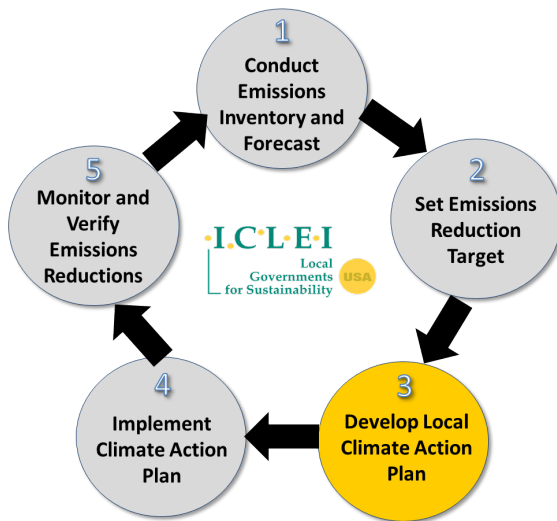 1
Conduct
Emissions
Inventory and
Forecast
2
Set Emissions
Reduction
Target
3
Develop Local
Climate Action
Plan
4
Implement
Climate Action
Plan
5
Monitor and
Verify
Emissions
Reductions
·I·C·L·E·I
Local
Governments
for Sustainability
USA